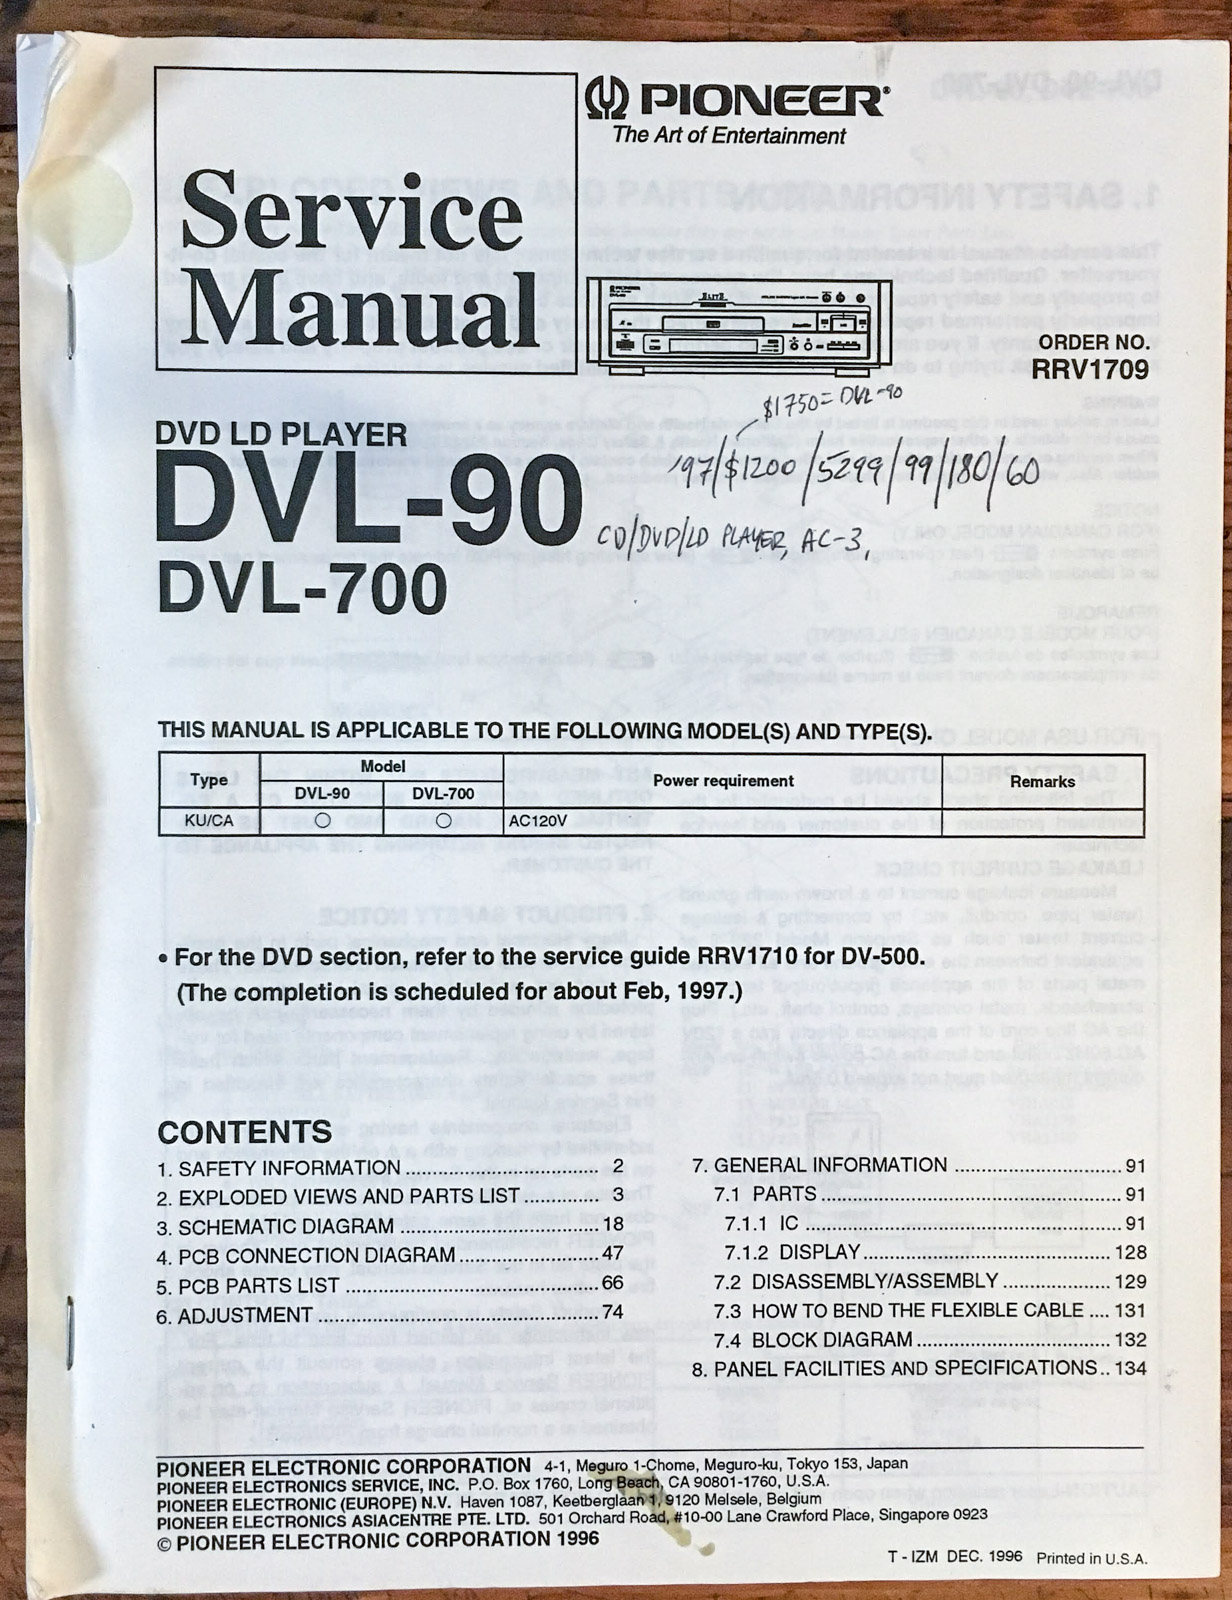 PIONEER®
The Art of Entertainment
Service
Manual
ELITE
ORDER NO.
RRV1709
$1750= DVL-90
DVD LD PLAYER
'97/$1200/5299/99/180/60
DVL-90
CD/DVD/LD PLAYER, AC-3,
DVL-700
THIS MANUAL IS APPLICABLE TO THE FOLLOWING MODEL(S) AND TYPE(S).
Type Model Power requirement Remarks
DVL-90 DVL-700
KU/CA ○ ○ AC120V
• For the DVD section, refer to the service guide RRV1710 for DV-500.
(The completion is scheduled for about Feb, 1997.)
CONTENTS
1. SAFETY INFORMATION ........ 2
2. EXPLODED VIEWS AND PARTS LIST ........ 3
3. SCHEMATIC DIAGRAM ........ 18
4. PCB CONNECTION DIAGRAM ........ 47
5. PCB PARTS LIST ........ 66
6. ADJUSTMENT ........ 74
7. GENERAL INFORMATION ........ 91
7.1 PARTS ........ 91
7.1.1 IC ........ 91
7.1.2 DISPLAY ........ 128
7.2 DISASSEMBLY/ASSEMBLY ........ 129
7.3 HOW TO BEND THE FLEXIBLE CABLE .... 131
7.4 BLOCK DIAGRAM ........ 132
8. PANEL FACILITIES AND SPECIFICATIONS.. 134
PIONEER ELECTRONIC CORPORATION 4-1, Meguro 1-Chome, Meguro-ku, Tokyo 153, Japan
PIONEER ELECTRONICS SERVICE, INC. P.O. Box 1760, Long Beach, CA 90801-1760, U.S.A.
PIONEER ELECTRONIC (EUROPE) N.V. Haven 1087, Keetberglaan 1, 9120 Melsele, Belgium
PIONEER ELECTRONICS ASIACENTRE PTE. LTD. 501 Orchard Road, #10-00 Lane Crawford Place, Singapore 0923
© PIONEER ELECTRONIC CORPORATION 1996
T - IZM DEC. 1996 Printed in U.S.A.